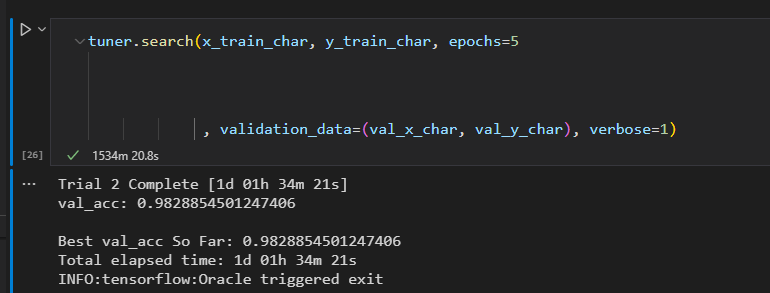 tuner.search(x_train_char, y_train_char, epochs=5
, validation_data=(val_x_char, val_y_char), verbose=1)
[26]
1534m 20.8s
...
Trial 2 Complete [1d 01h 34m 21s]
val_acc: 0.9828854501247406
Best val_acc So Far: 0.9828854501247406
Total elapsed time: 1d 01h 34m 21s
INFO:tensorflow:Oracle triggered exit